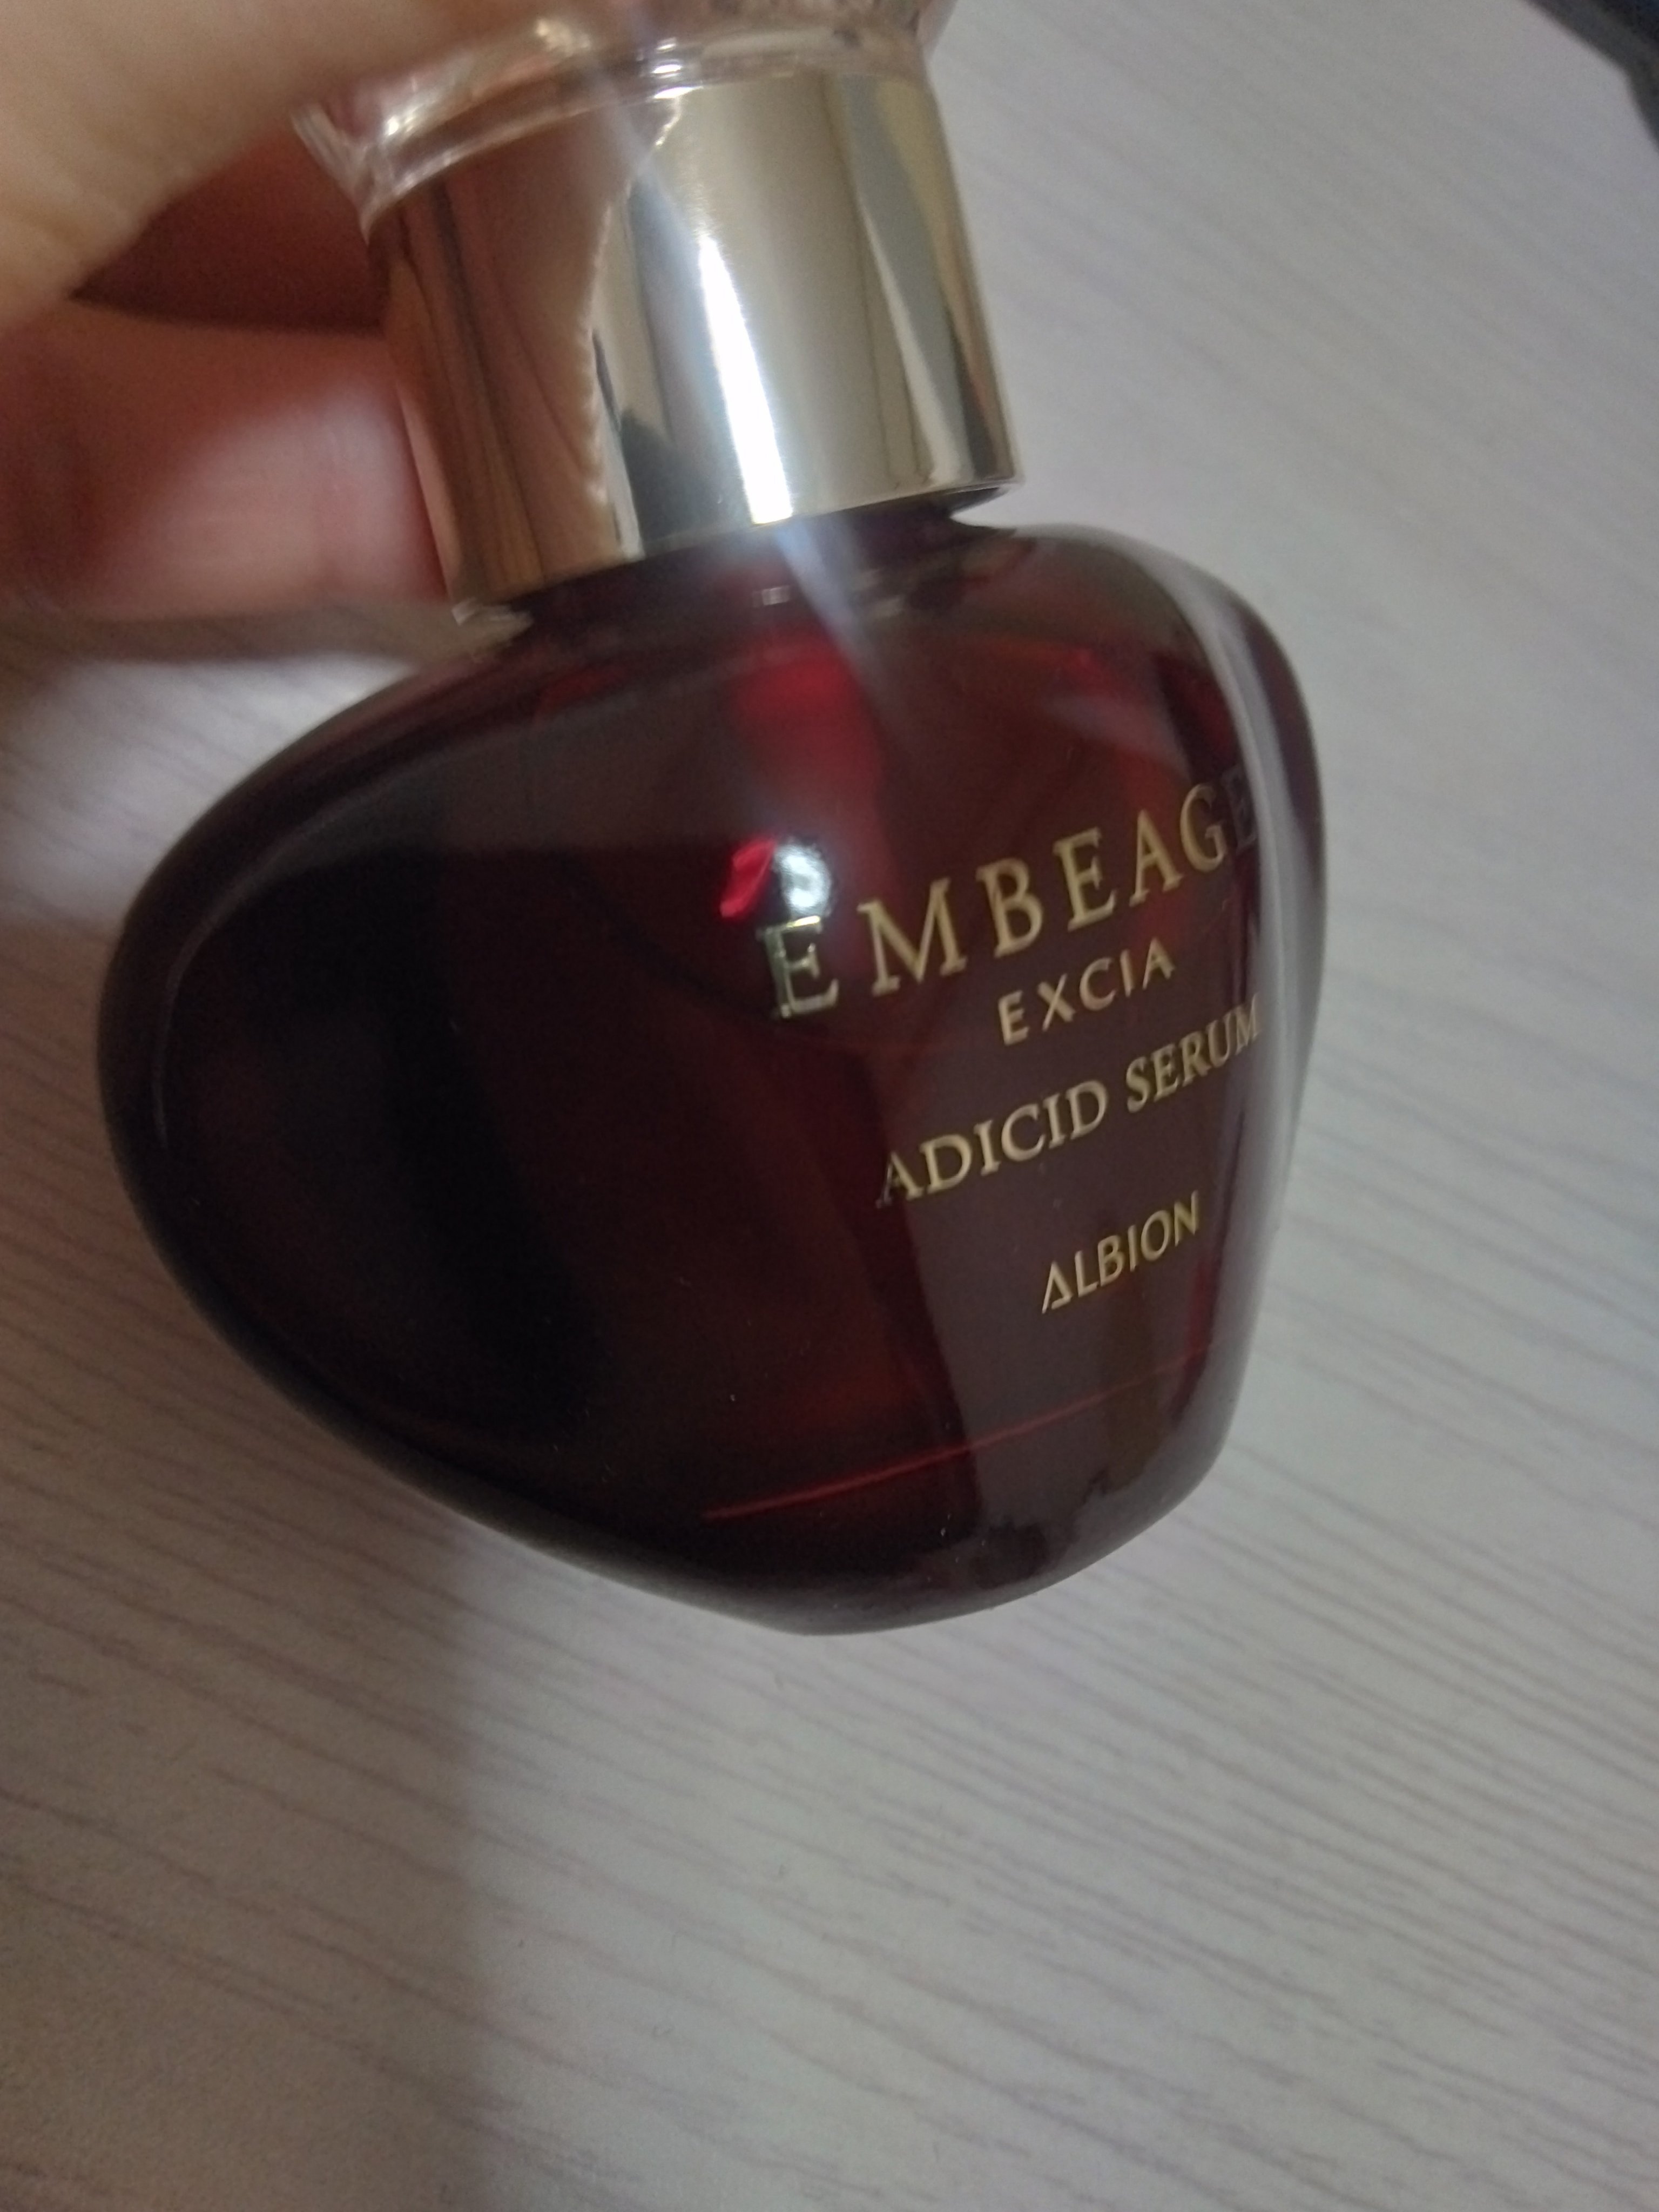 EMBEAGE
EXCIA
ADICID SERUM
ALBION